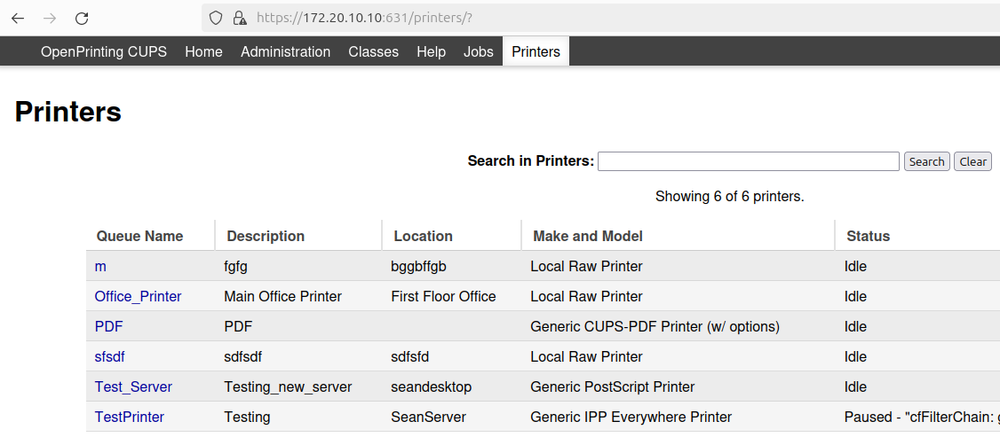 https://172.20.10.10:631/printers/?
OpenPrinting CUPS Home Administration Classes Help Jobs Printers
Printers
Search in Printers: Search Clear
Showing 6 of 6 printers.
Queue Name Description Location Make and Model Status
m fgfg bggbffgb Local Raw Printer Idle
Office_Printer Main Office Printer First Floor Office Local Raw Printer Idle
PDF PDF Generic CUPS-PDF Printer (w/ options) Idle
sfsdf sdfsdf sdfsfd Local Raw Printer Idle
Test_Server Testing_new_server seandesktop Generic PostScript Printer Idle
TestPrinter Testing SeanServer Generic IPP Everywhere Printer Paused - "cfFilterChain: